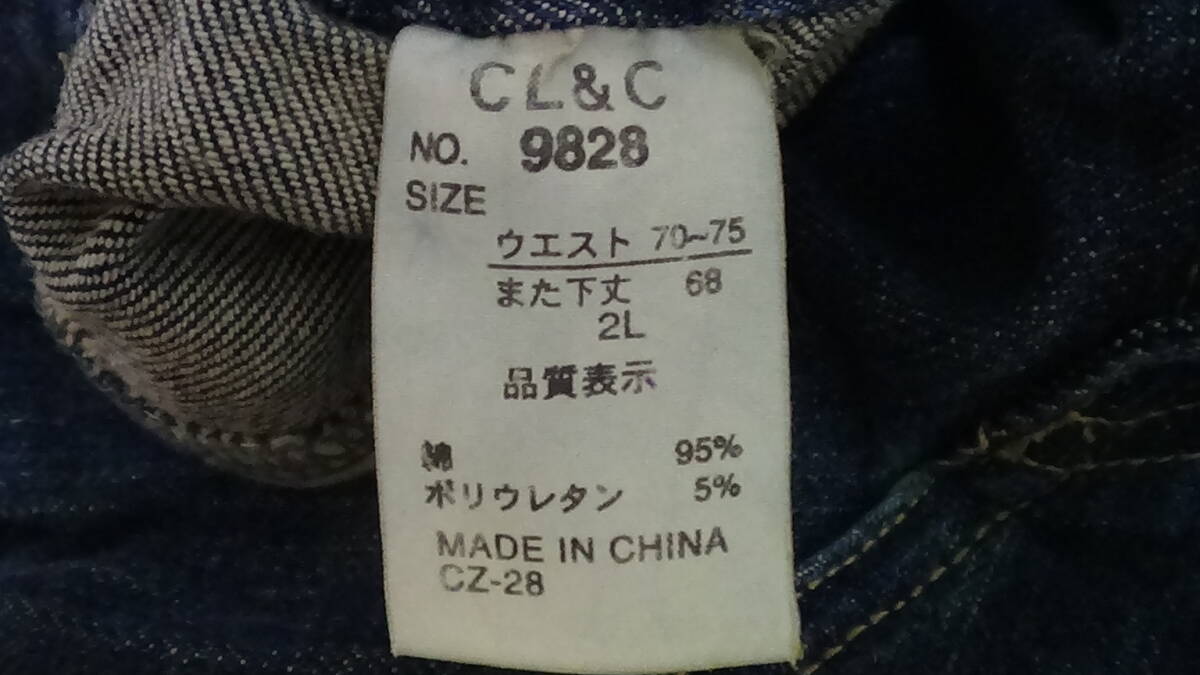 CL&C
NO. 9828
SIZE
ウエスト 70~75
また下丈 68
2L
品質表示
綿 95%
ポリウレタン 5%
MADE IN CHINA
CZ-28